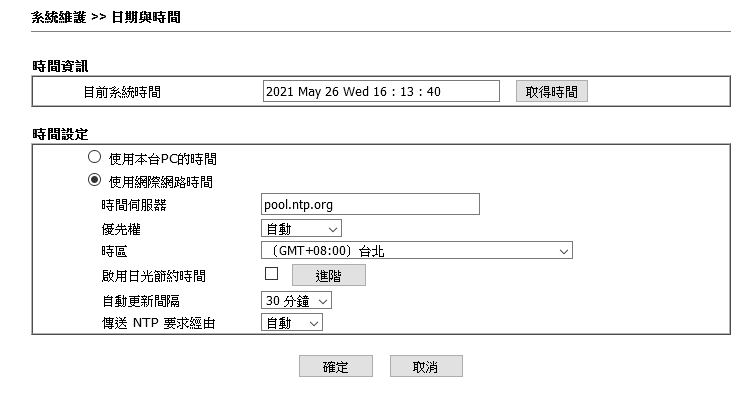 系統維護 >> 日期與時間
時間資訊
目前系統時間 2021 May 26 Wed 16 : 13 : 40 取得時間
時間設定
使用本台PC的時間
使用網際網路時間
時間伺服器 pool.ntp.org
優先權 自動
時區 (GMT+08:00) 台北
啟用日光節約時間 進階
自動更新間隔 30 分鐘
傳送 NTP 要求經由 自動
確定 取消